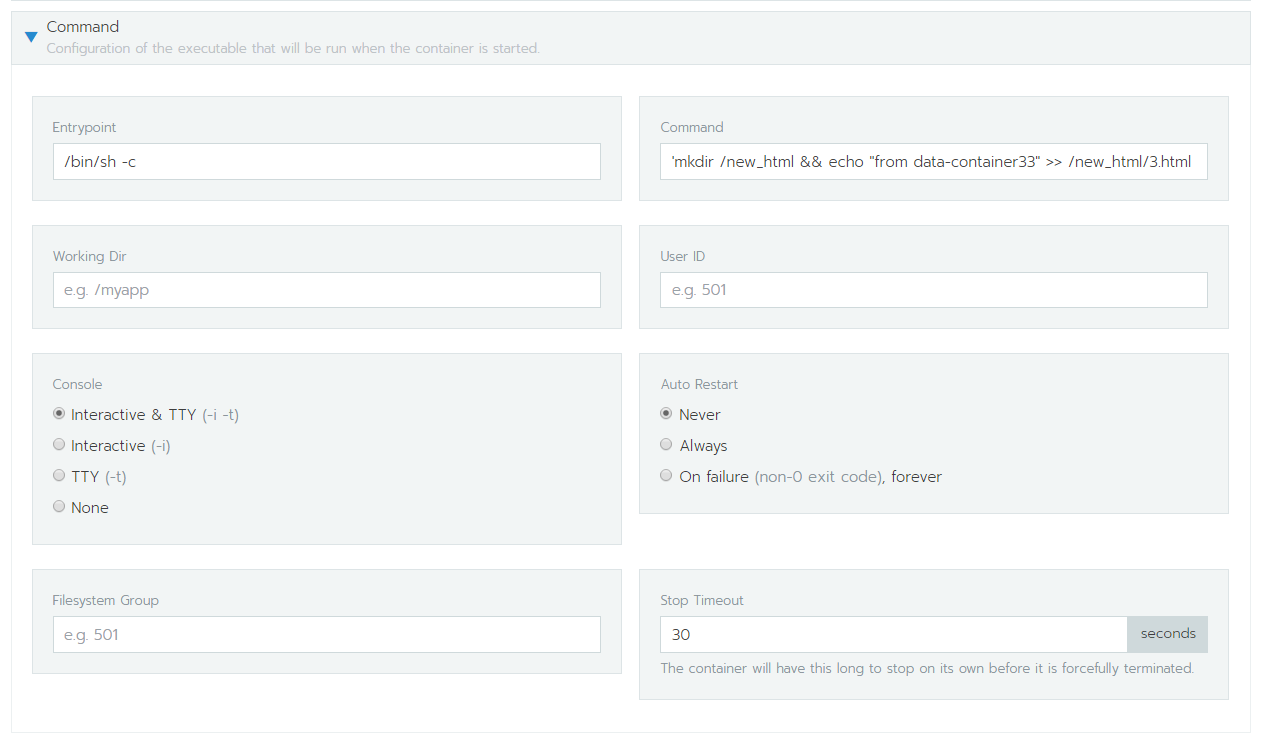 Command
Configuration of the executable that will be run when the container is started.
Entrypoint
/bin/sh -c
Command
'mkdir /new_html && echo "from data-container33" >> /new_html/3.html
Working Dir
e.g. /myapp
User ID
e.g. 501
Console
Interactive & TTY (-i -t)
Interactive (-i)
TTY (-t)
None
Auto Restart
Never
Always
On failure (non-0 exit code), forever
Filesystem Group
e.g. 501
Stop Timeout
30 seconds
The container will have this long to stop on its own before it is forcefully terminated.